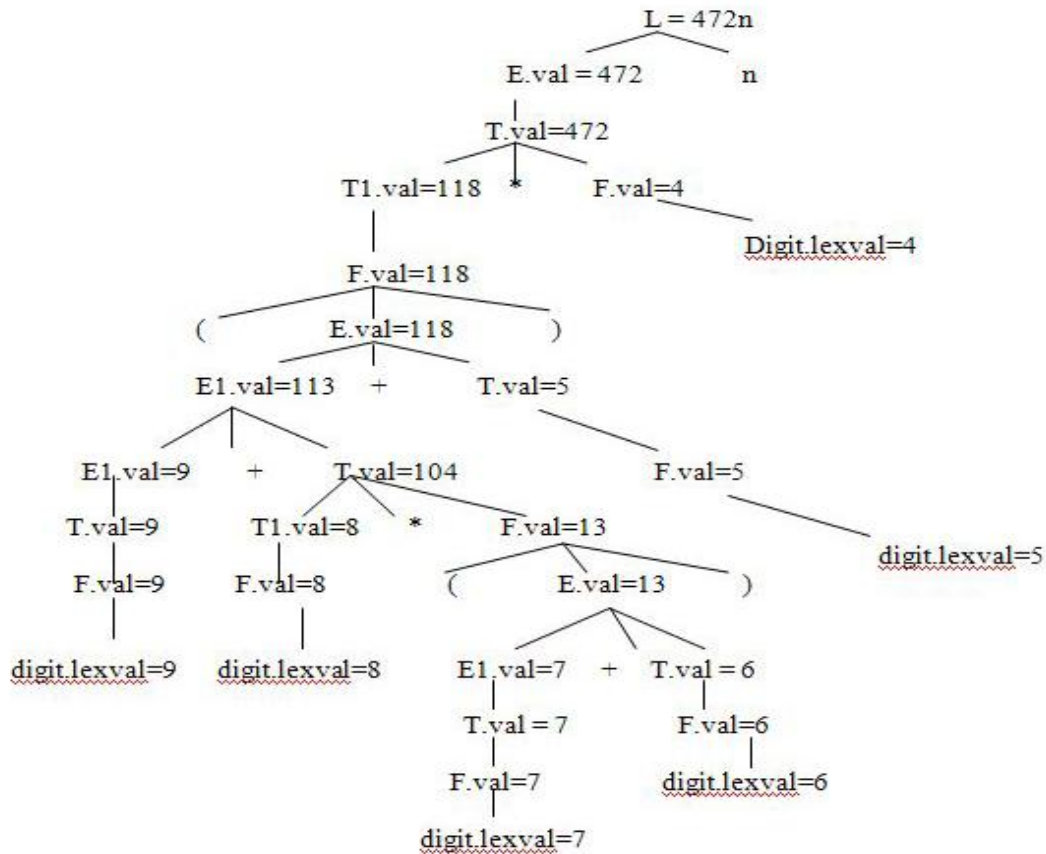 L = 472n
E.val = 472 n
T.val=472
T1.val=118 * F.val=4
Digit.lexval=4
F.val=118
( E.val=118 )
E1.val=113 + T.val=5
E1.val=9 + T.val=104 F.val=5
T.val=9 T1.val=8 * F.val=13
digit.lexval=5
F.val=9 F.val=8 ( E.val=13 )
digit.lexval=9 digit.lexval=8 E1.val=7 + T.val = 6
T.val = 7 F.val=6
F.val=7 digit.lexval=6
digit.lexval=7